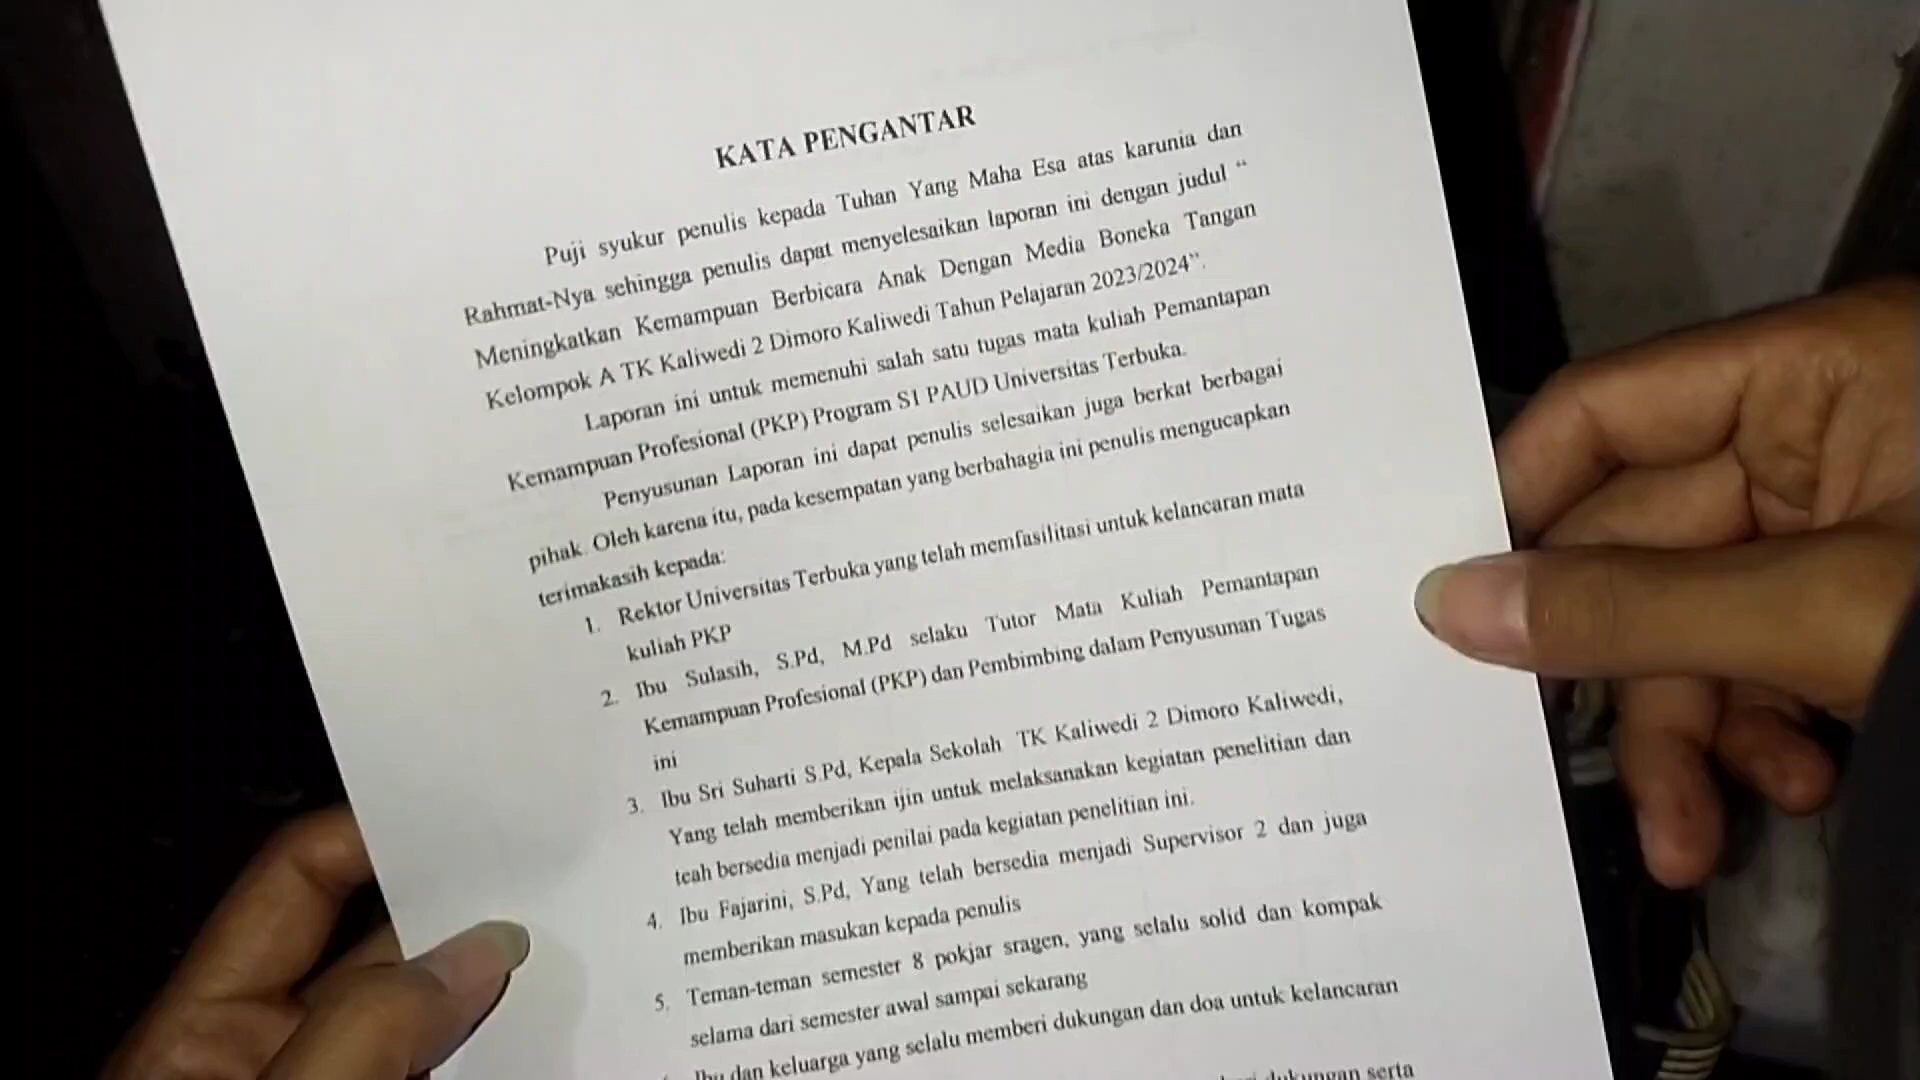 KATA PENGANTAR
Puji syukur penulis kepada Tuhan Yang Maha Esa atas karunia dan
Rahmat-Nya sehingga penulis dapat menyelesaikan laporan ini dengan judul “
Meningkatkan Kemampuan Berbicara Anak Dengan Media Boneka Tangan
Kelompok A TK Kaliwedi 2 Dimoro Kaliwedi Tahun Pelajaran 2023/2024”.
Laporan ini untuk memenuhi salah satu tugas mata kuliah Pemantapan
Kemampuan Profesional (PKP) Program S1 PAUD Universitas Terbuka.
Penyusunan Laporan ini dapat penulis selesaikan juga berkat berbagai
pihak. Oleh karena itu, pada kesempatan yang berbahagia ini penulis mengucapkan
terimakasih kepada:
1. Rektor Universitas Terbuka yang telah memfasilitasi untuk kelancaran mata
kuliah PKP
2. Ibu Sulasih, S.Pd, M.Pd selaku Tutor Mata Kuliah Pemantapan
Kemampuan Profesional (PKP) dan Pembimbing dalam Penyusunan Tugas
ini
3. Ibu Sri Suharti S.Pd, Kepala Sekolah TK Kaliwedi 2 Dimoro Kaliwedi,
Yang telah memberikan ijin untuk melaksanakan kegiatan penelitian dan
teah bersedia menjadi penilai pada kegiatan penelitian ini.
4. Ibu Fajarini, S.Pd, Yang telah bersedia menjadi Supervisor 2 dan juga
memberikan masukan kepada penulis
5. Teman-teman semester 8 pokjar sragen, yang selalu solid dan kompak
selama dari semester awal sampai sekarang
Ibu dan keluarga yang selalu memberi dukungan dan doa untuk kelancaran
dukungan serta